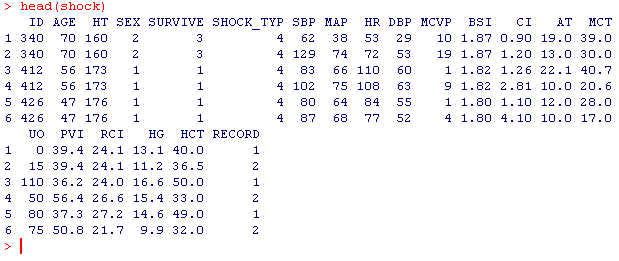 > head(shock)
   ID AGE  HT SEX SURVIVE SHOCK_TYP SBP MAP  HR DBP MCVP  BSI   CI   AT  MCT
1 340  70 160   2       3         4  62  38  53  29   10 1.87 0.90 19.0 39.0
2 340  70 160   2       3         4 129  74  72  53   19 1.87 1.20 13.0 30.0
3 412  56 173   1       1         4  83  66 110  60    1 1.82 1.26 22.1 40.7
4 412  56 173   1       1         4 102  75 108  63    9 1.82 2.81 10.0 20.6
5 426  47 176   1       1         4  80  64  84  55    1 1.80 1.10 12.0 28.0
6 426  47 176   1       1         4  87  68  77  52    4 1.80 4.10 10.0 17.0
   UO  PVI  RCI   HG  HCT RECORD
1   0 39.4 24.1 13.1 40.0      1
2  15 39.4 24.1 11.2 36.5      2
3 110 36.2 24.0 16.6 50.0      1
4  50 56.4 26.6 15.4 33.0      2
5  80 37.3 27.2 14.6 49.0      1
6  75 50.8 21.7  9.9 32.0      2
>